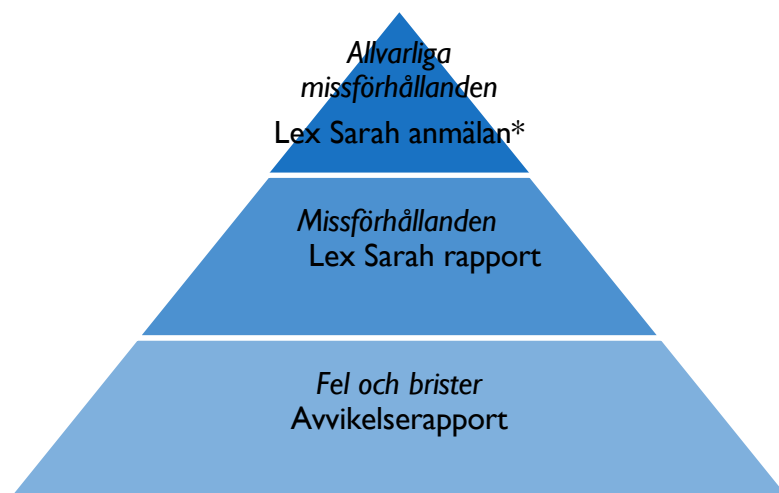 Allvarliga
missförhållanden
Lex Sarah anmälan*
Missförhållanden
Lex Sarah rapport
Fel och brister
Avvikelserapport